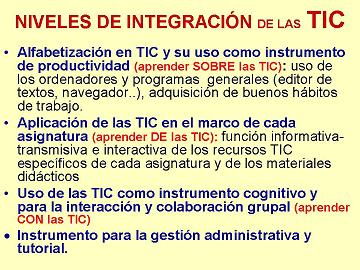 NIVELES DE INTEGRACIÓN DE LAS TIC
• Alfabetización en TIC y su uso como instrumento
de productividad (aprender SOBRE las TIC): uso de
los ordenadores y programas generales (editor de
textos, navegador..), adquisición de buenos hábitos
de trabajo.
• Aplicación de las TIC en el marco de cada
asignatura (aprender DE las TIC): función informativa-
transmisiva e interactiva de los recursos TIC
específicos de cada asignatura y de los materiales
didácticos
• Uso de las TIC como instrumento cognitivo y
para la interacción y colaboración grupal (aprender
CON las TIC)
• Instrumento para la gestión administrativa y
tutorial.